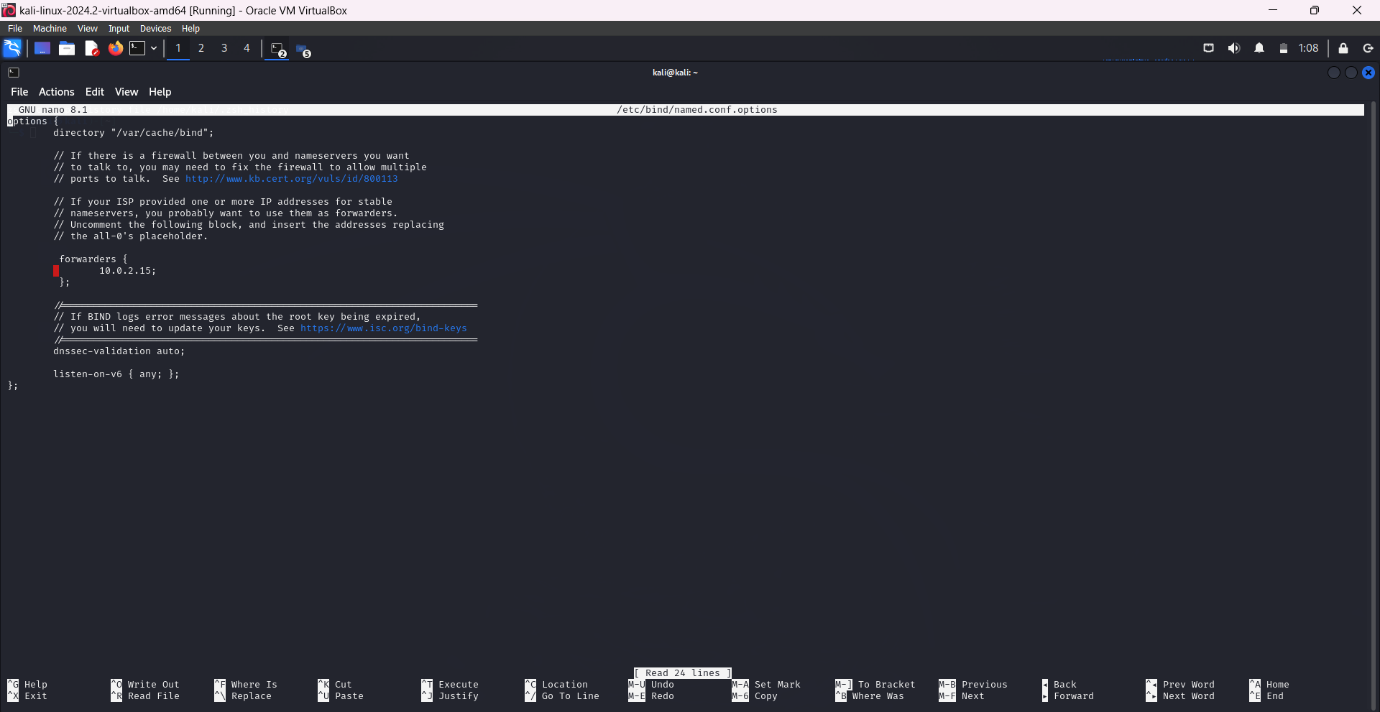 kali-linux-2024.2-virtualbox-amd64 [Running] - Oracle VM VirtualBox
File Machine View Input Devices Help
1 2 3 4 2 5 1:08
kali@kali: ~
File Actions Edit View Help
GNU nano 8.1 /etc/bind/named.conf.options
options {
directory "/var/cache/bind";
// If there is a firewall between you and nameservers you want
// to talk to, you may need to fix the firewall to allow multiple
// ports to talk. See http://www.kb.cert.org/vuls/id/800113
// If your ISP provided one or more IP addresses for stable
// nameservers, you probably want to use them as forwarders.
// Uncomment the following block, and insert the addresses replacing
// the all-0's placeholder.
forwarders {
10.0.2.15;
};
//========================================================================
// If BIND logs error messages about the root key being expired,
// you will need to update your keys. See https://www.isc.org/bind-keys
//========================================================================
dnssec-validation auto;
listen-on-v6 { any; };
};
[ Read 24 lines ]
^G Help ^O Write Out ^F Where Is ^K Cut ^T Execute ^C Location M-U Undo M-A Set Mark M-] To Bracket M-B Previous ◂ Back ^◂ Prev Word ^A Home
^X Exit ^R Read File ^\ Replace ^U Paste ^J Justify ^/ Go To Line M-E Redo M-6 Copy ^B Where Was M-F Next ▸ Forward ^▸ Next Word ^E End